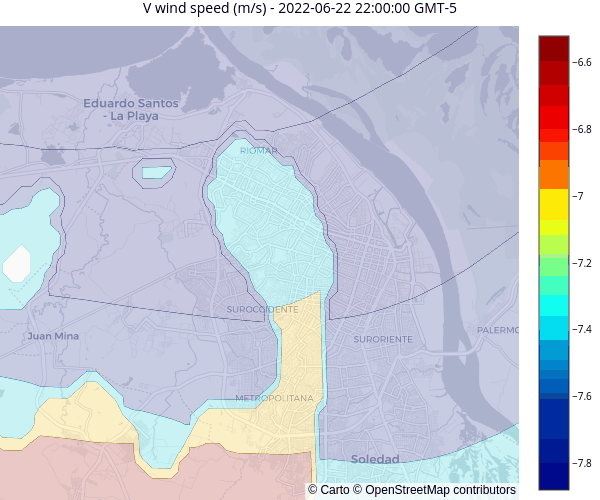 V wind speed (m/s) - 2022-06-22 22:00:00 GMT-5
−6.6
Eduardo Santos
- La Playa
−6.8
RIOMAR
−7
−7.2
SUROCCIDENTE
−7.4
Juan Mina
SURORIENTE
PALERMO
METROPOLITANA
−7.6
Soledad
−7.8
© Carto © OpenStreetMap contributors